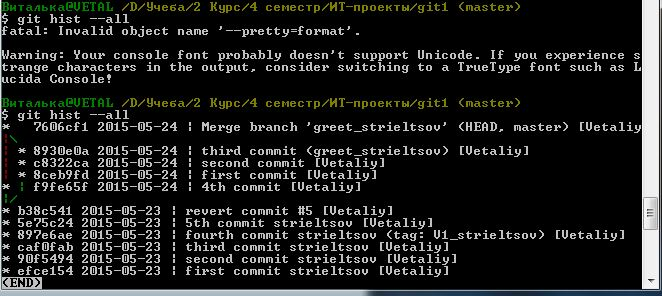 Виталька@VETAL /D/Учеба/2 Курс/4 семестр/ИТ-проекты/git1 (master)
$ git hist --all
fatal: Invalid object name '--pretty=format'.
Warning: Your console font probably doesn't support Unicode. If you experience s
trange characters in the output, consider switching to a TrueType font such as L
ucida Console!
Виталька@VETAL /D/Учеба/2 Курс/4 семестр/ИТ-проекты/git1 (master)
$ git hist --all
*   7606cf1 2015-05-24 ¦ Merge branch 'greet_strieltsov' (HEAD, master) [Vetaliy
¦\
¦ * 8930e0a 2015-05-24 ¦ third commit (greet_strieltsov) [Vetaliy]
¦ * c8322ca 2015-05-24 ¦ second commit [Vetaliy]
¦ * 8ceb9fd 2015-05-24 ¦ first commit [Vetaliy]
* ¦ f9fe65f 2015-05-24 ¦ 4th commit [Vetaliy]
¦/
* b38c541 2015-05-23 ¦ revert commit #5 [Vetaliy]
* 5e75c24 2015-05-23 ¦ 5th commit strieltsov [Vetaliy]
* 897e6ae 2015-05-23 ¦ fourth commit strieltsov (tag: V1_strieltsov) [Vetaliy]
* caf0fab 2015-05-23 ¦ third commit strieltsov [Vetaliy]
* 90f5494 2015-05-23 ¦ second commit strieltsov [Vetaliy]
* efce154 2015-05-23 ¦ first commit strieltsov [Vetaliy]
(END)